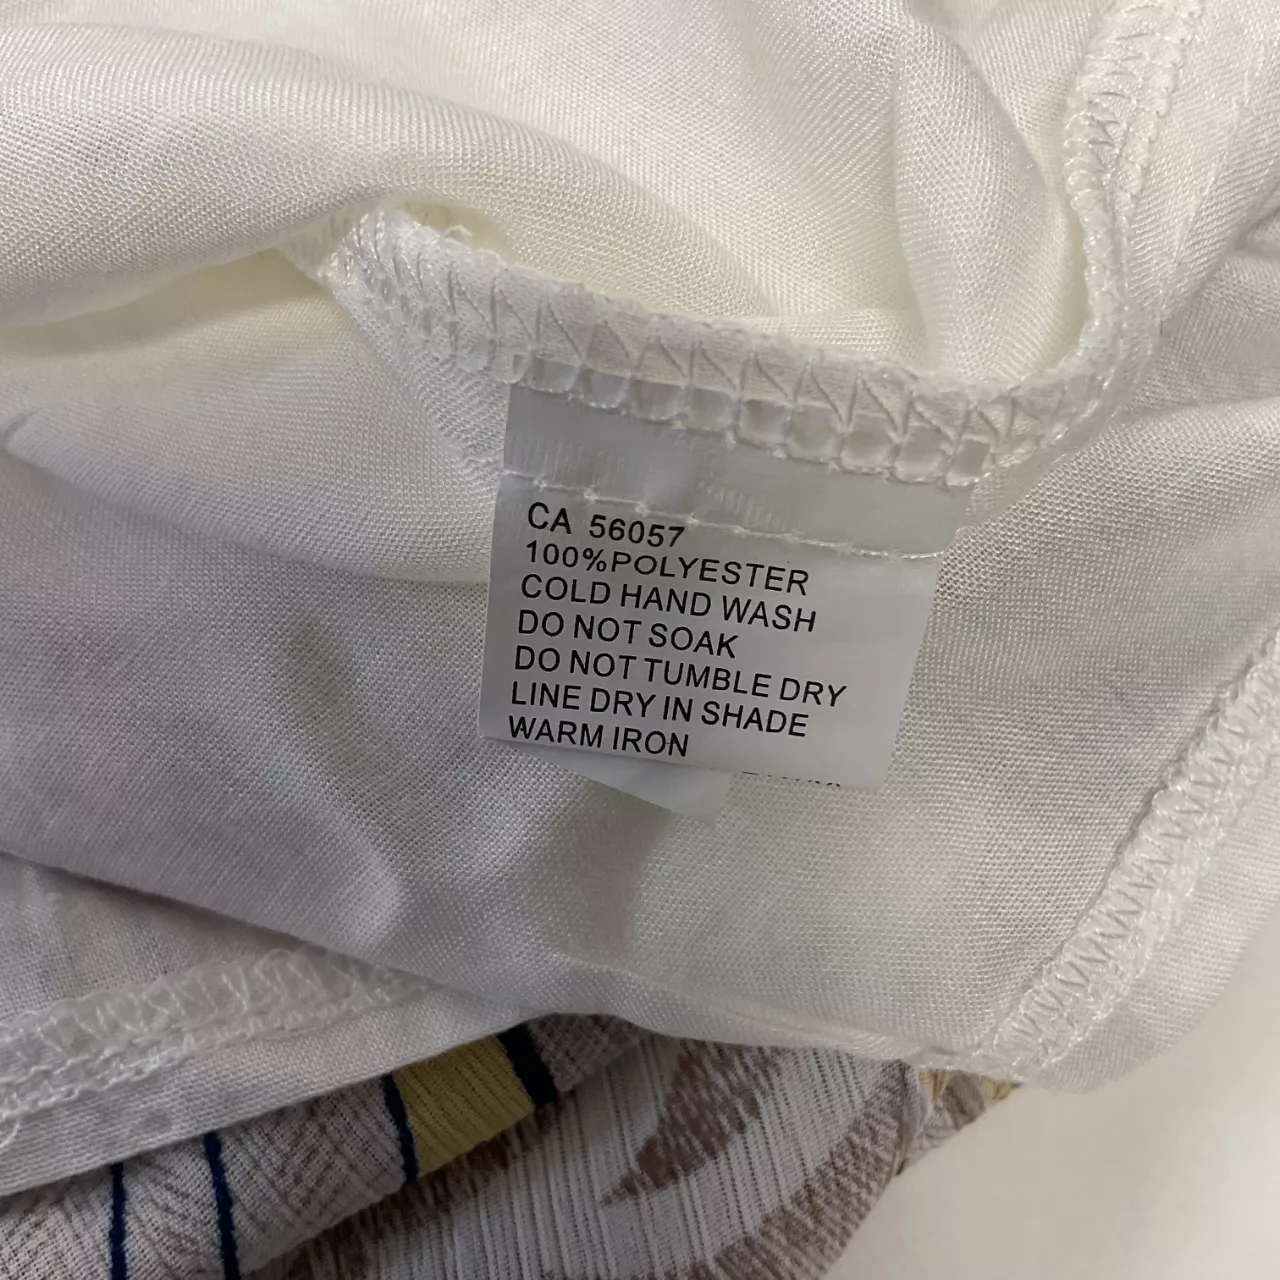 CA 56057
100%POLYESTER
COLD HAND WASH
DO NOT SOAK
DO NOT TUMBLE DRY
LINE DRY IN SHADE
WARM IRON